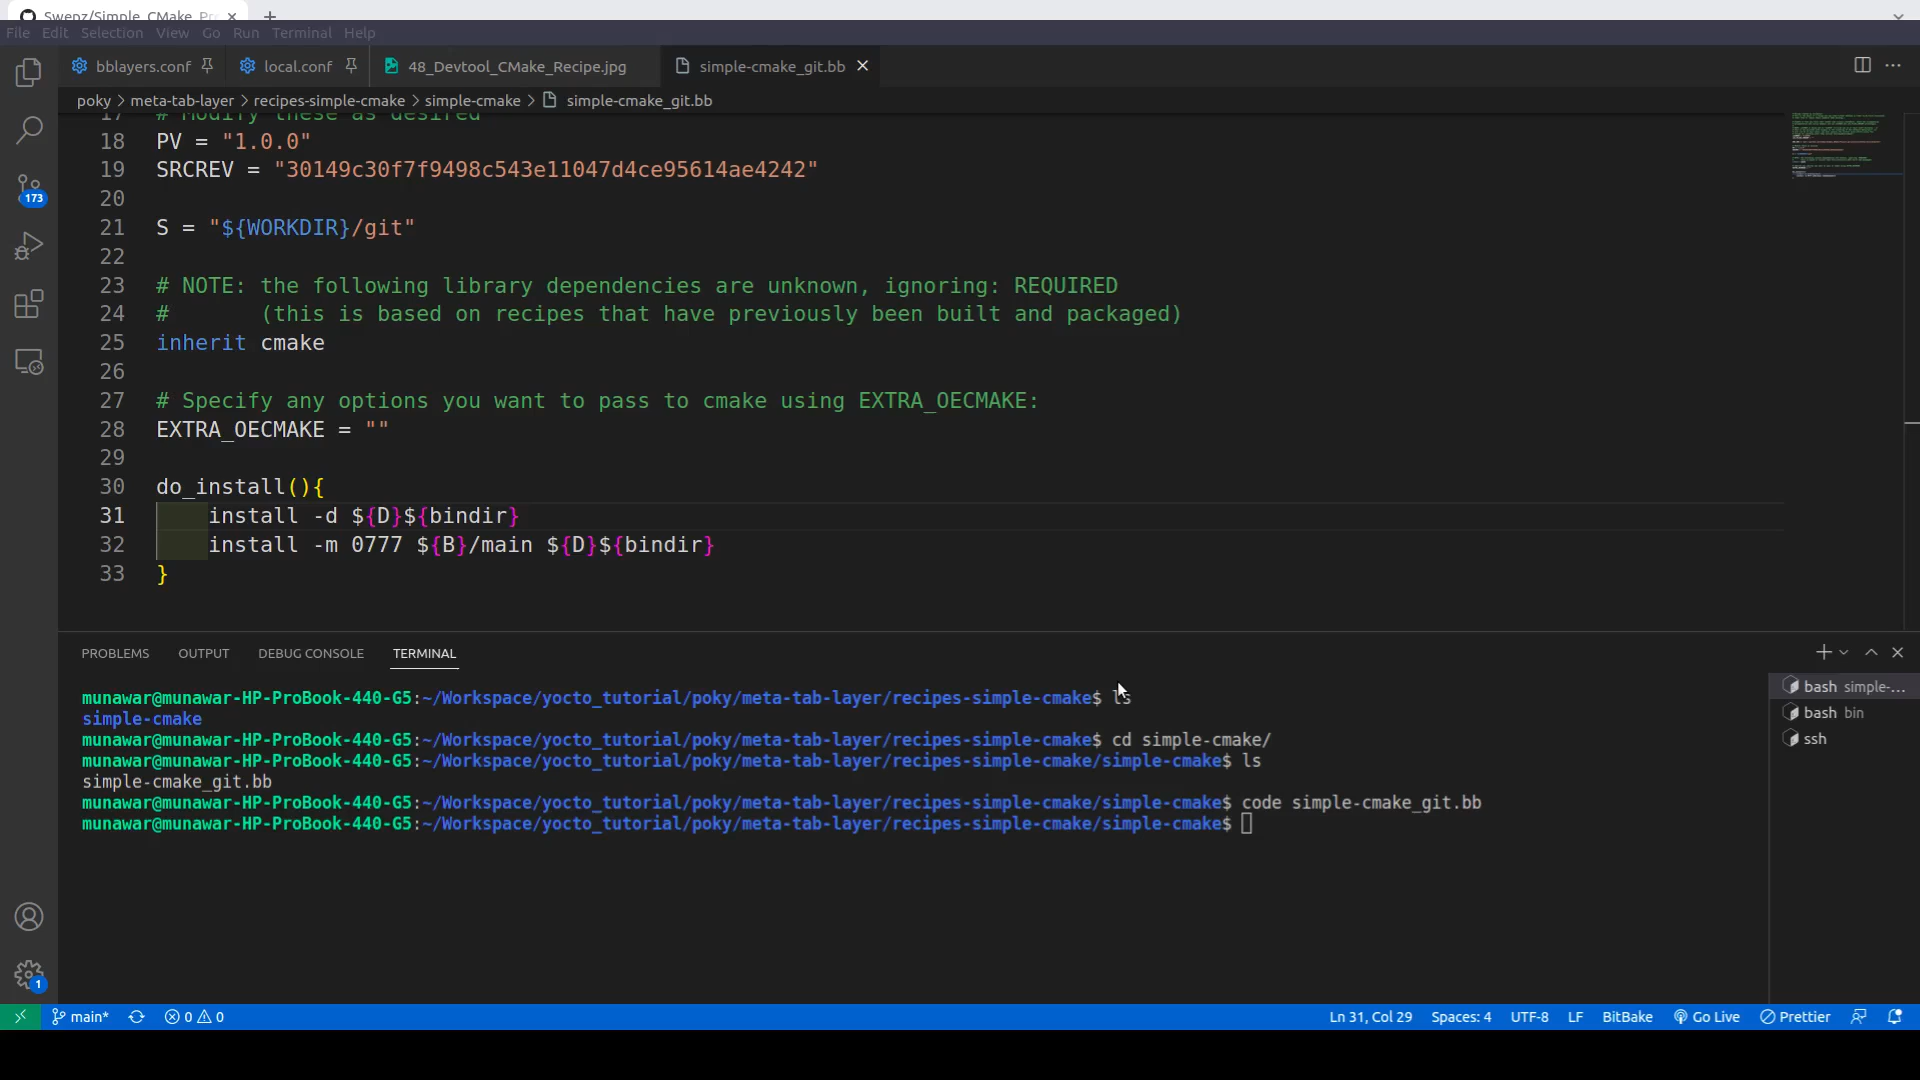 Swepz/Simple_CMake_Pr
File Edit Selection View Go Run Terminal Help
bblayers.conf local.conf 48_Devtool_CMake_Recipe.jpg simple-cmake_git.bb
poky > meta-tab-layer > recipes-simple-cmake > simple-cmake > simple-cmake_git.bb
17 # Modify these as desired
18 PV = "1.0.0"
19 SRCREV = "30149c30f7f9498c543e11047d4ce95614ae4242"
20
21 S = "${WORKDIR}/git"
22
23 # NOTE: the following library dependencies are unknown, ignoring: REQUIRED
24 #       (this is based on recipes that have previously been built and packaged)
25 inherit cmake
26
27 # Specify any options you want to pass to cmake using EXTRA_OECMAKE:
28 EXTRA_OECMAKE = ""
29
30 do_install(){
31     install -d ${D}${bindir}
32     install -m 0777 ${B}/main ${D}${bindir}
33 }
173
PROBLEMS OUTPUT DEBUG CONSOLE TERMINAL
munawar@munawar-HP-ProBook-440-G5:~/Workspace/yocto_tutorial/poky/meta-tab-layer/recipes-simple-cmake$ ls
simple-cmake
munawar@munawar-HP-ProBook-440-G5:~/Workspace/yocto_tutorial/poky/meta-tab-layer/recipes-simple-cmake$ cd simple-cmake/
munawar@munawar-HP-ProBook-440-G5:~/Workspace/yocto_tutorial/poky/meta-tab-layer/recipes-simple-cmake/simple-cmake$ ls
simple-cmake_git.bb
munawar@munawar-HP-ProBook-440-G5:~/Workspace/yocto_tutorial/poky/meta-tab-layer/recipes-simple-cmake/simple-cmake$ code simple-cmake_git.bb
munawar@munawar-HP-ProBook-440-G5:~/Workspace/yocto_tutorial/poky/meta-tab-layer/recipes-simple-cmake/simple-cmake$
bash simple-...
bash bin
ssh
1
main* 0 0 Ln 31, Col 29 Spaces: 4 UTF-8 LF BitBake Go Live Prettier